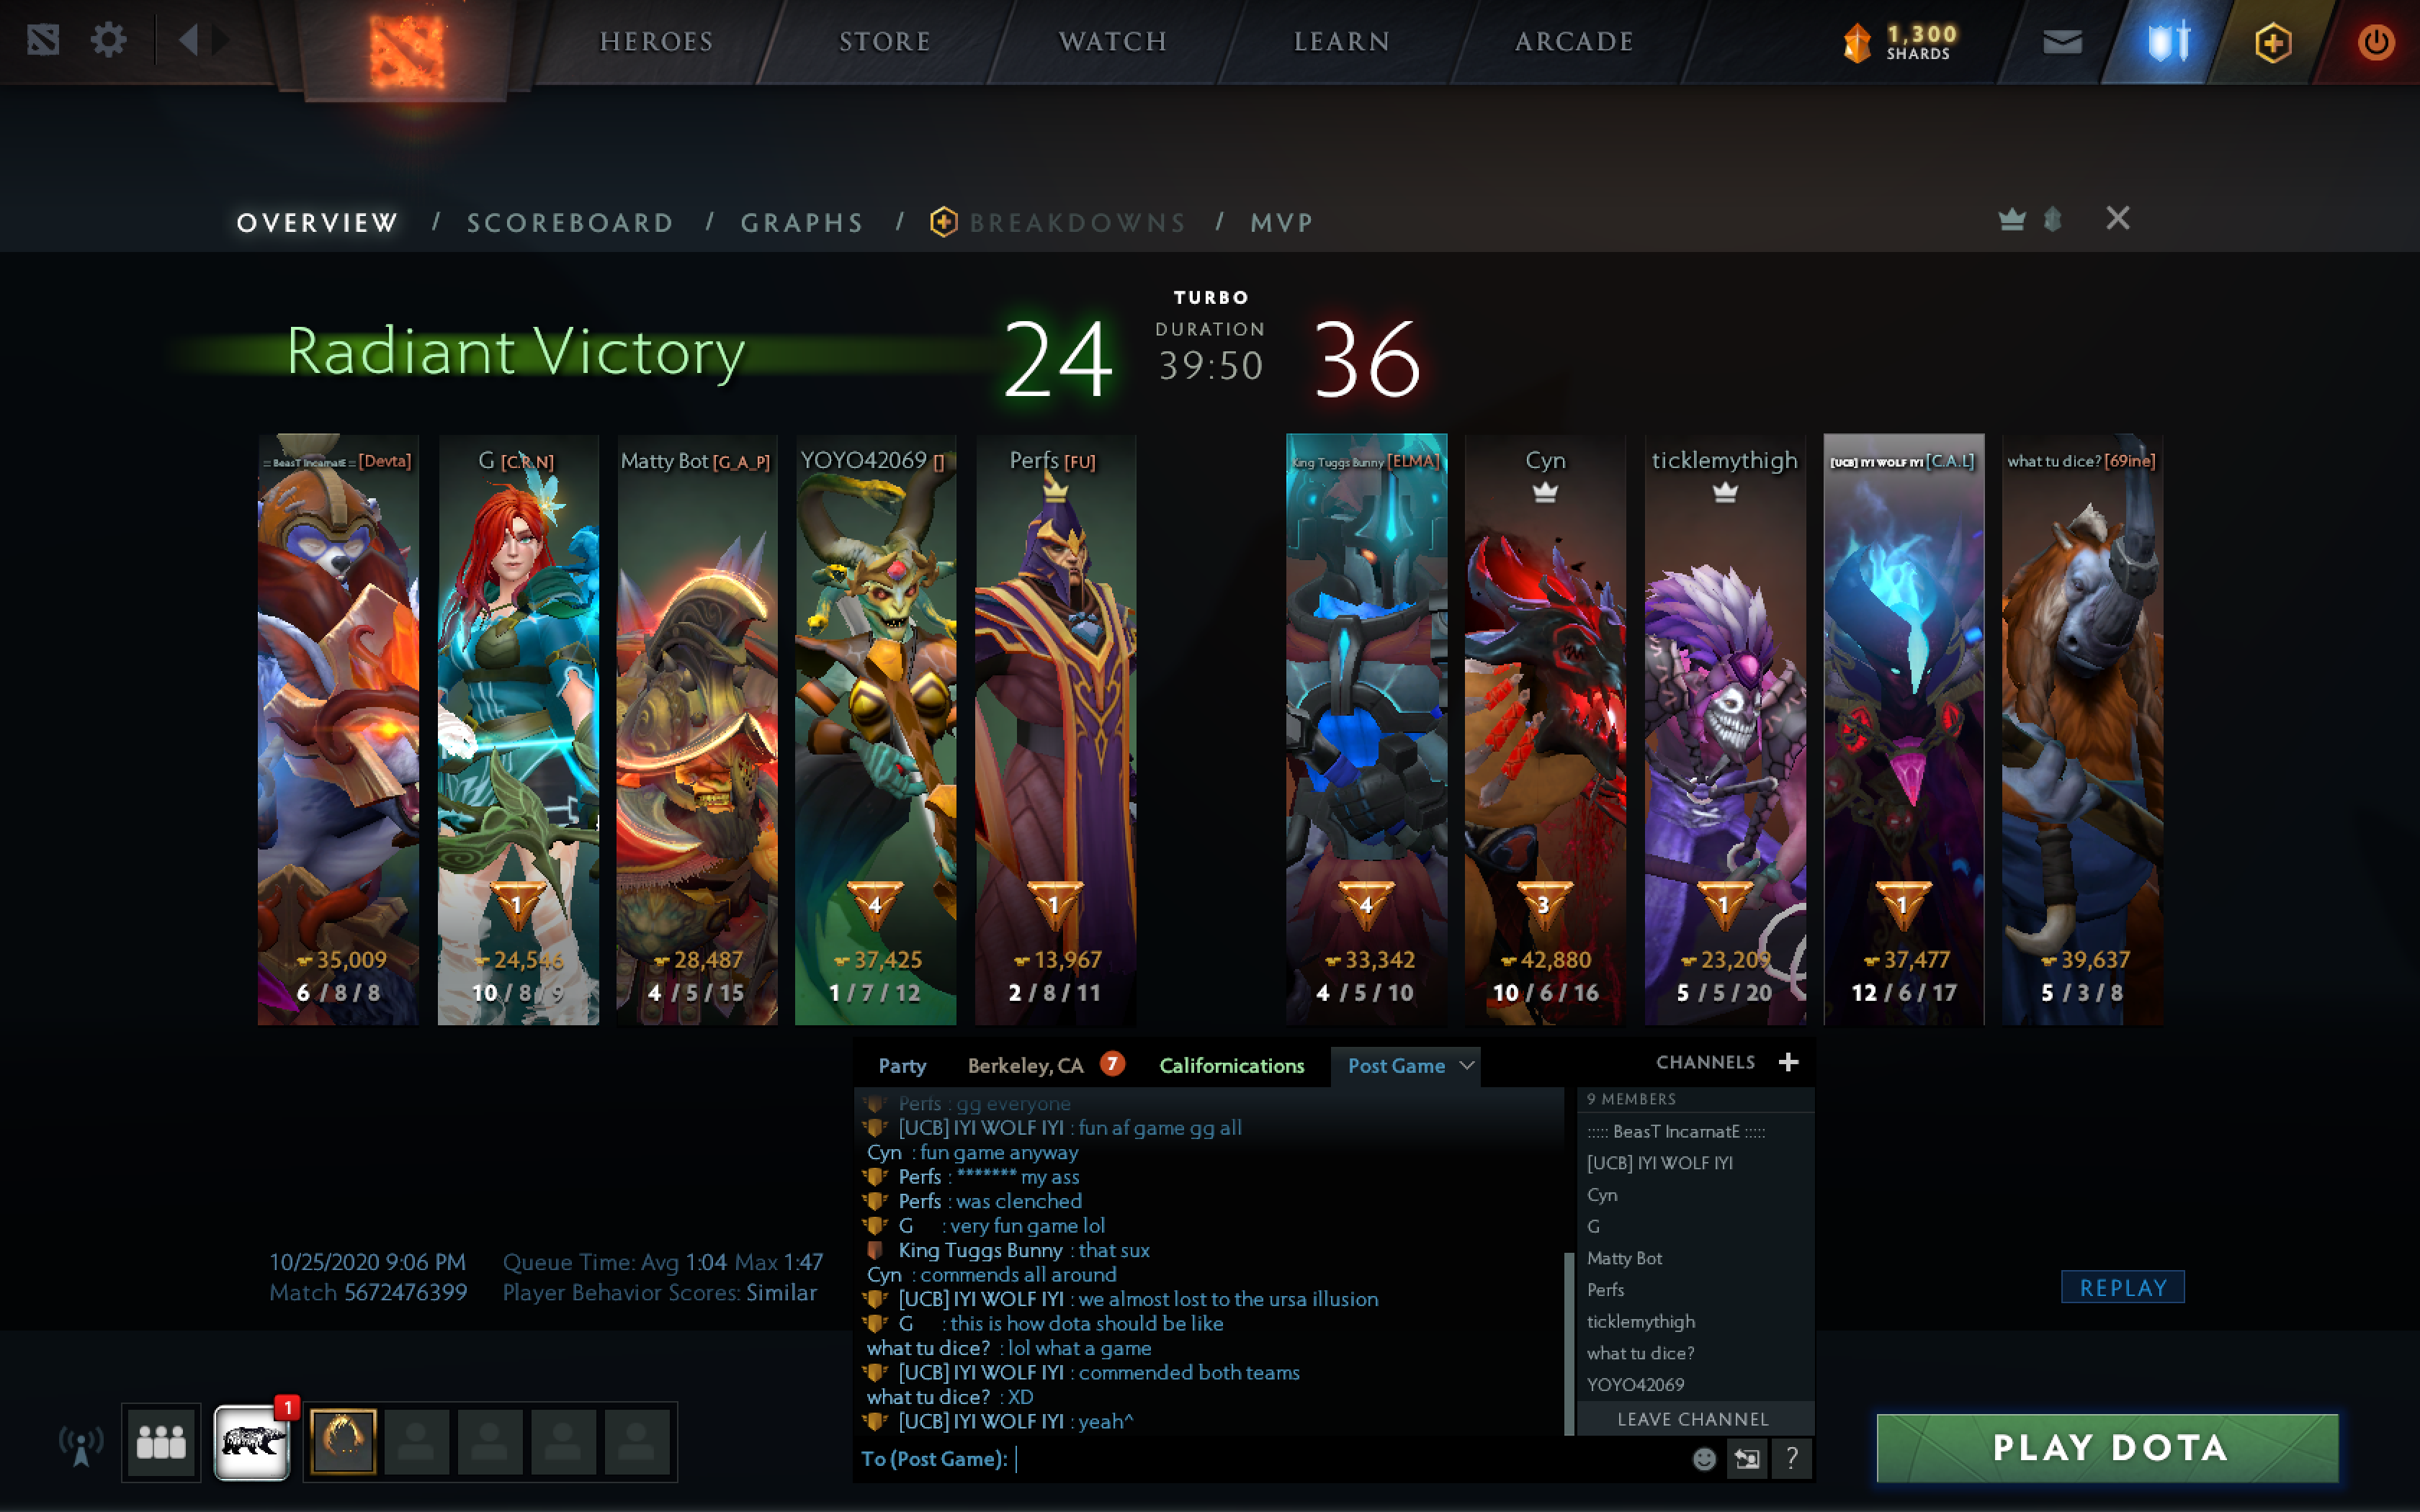 HEROES
STORE
WATCH
LEARN
ARCADE
1,300
SHARDS
OVERVIEW / SCOREBOARD / GRAPHS / BREAKDOWNS / MVP
Radiant Victory
24
TURBO
DURATION
39:50
36
::: BeasT IncarnatE ::: [Devta]
G [C.R.N]
Matty Bot [G_A_P]
YOYO42069 []
Perfs [FU]
King Tuggs Bunny [ELMA]
Cyn
ticklemythigh
[UCB] IYI WOLF IYI [C.A.L]
what tu dice? [69ine]
1
4
1
4
3
1
1
35,009
24,546
28,487
37,425
13,967
33,342
42,880
23,209
37,477
39,637
6 / 8 / 8
10 / 8 / 9
4 / 5 / 15
1 / 7 / 12
2 / 8 / 11
4 / 5 / 10
10 / 6 / 16
5 / 5 / 20
12 / 6 / 17
5 / 3 / 8
Party
Berkeley, CA 7
Californications
Post Game
CHANNELS +
Perfs : gg everyone
[UCB] IYI WOLF IYI : fun af game gg all
Cyn : fun game anyway
Perfs : ******* my ass
Perfs : was clenched
G : very fun game lol
King Tuggs Bunny : that sux
Cyn : commends all around
[UCB] IYI WOLF IYI : we almost lost to the ursa illusion
G : this is how dota should be like
what tu dice? : lol what a game
[UCB] IYI WOLF IYI : commended both teams
what tu dice? : XD
[UCB] IYI WOLF IYI : yeah^
To (Post Game):
?
9 MEMBERS
::::: BeasT IncarnatE :::::
[UCB] IYI WOLF IYI
Cyn
G
Matty Bot
Perfs
ticklemythigh
what tu dice?
YOYO42069
LEAVE CHANNEL
10/25/2020 9:06 PM
Match 5672476399
Queue Time: Avg 1:04 Max 1:47
Player Behavior Scores: Similar
REPLAY
1
PLAY DOTA